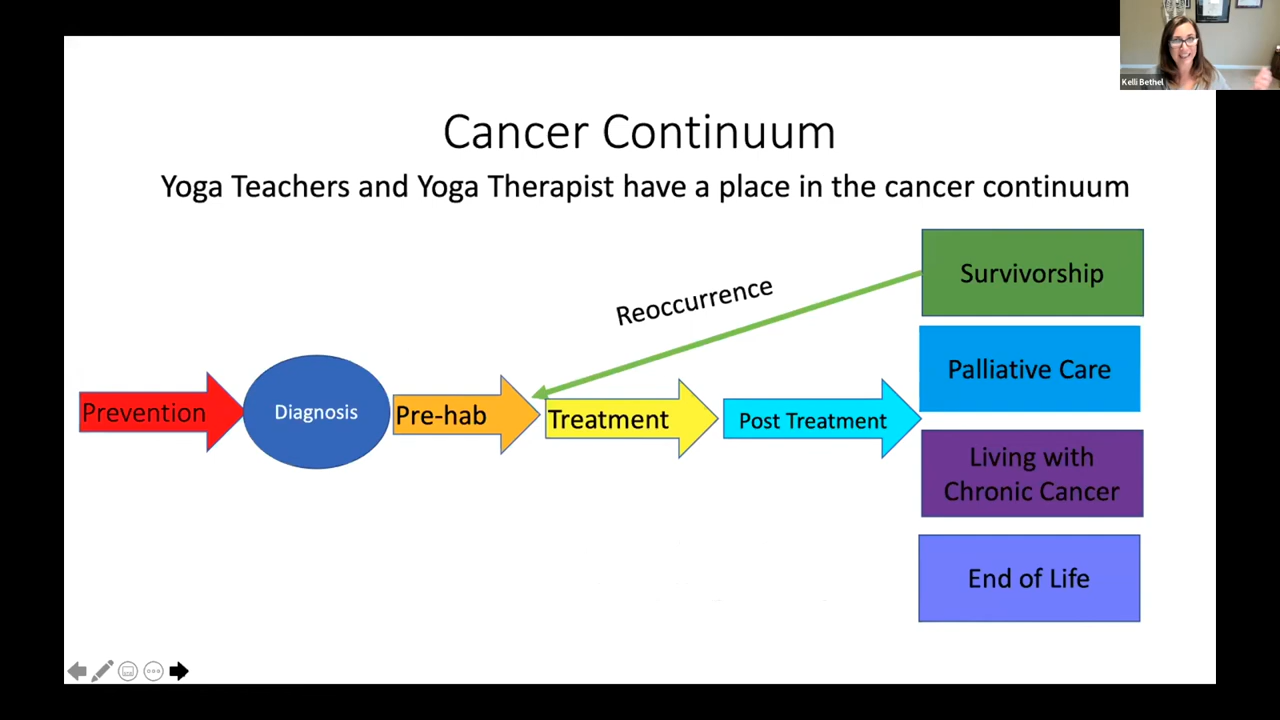 Kelli Bethel
Cancer Continuum
Yoga Teachers and Yoga Therapist have a place in the cancer continuum
Survivorship
Reoccurrence
Palliative Care
Prevention
Diagnosis
Pre-hab
Treatment
Post Treatment
Living with
Chronic Cancer
End of Life